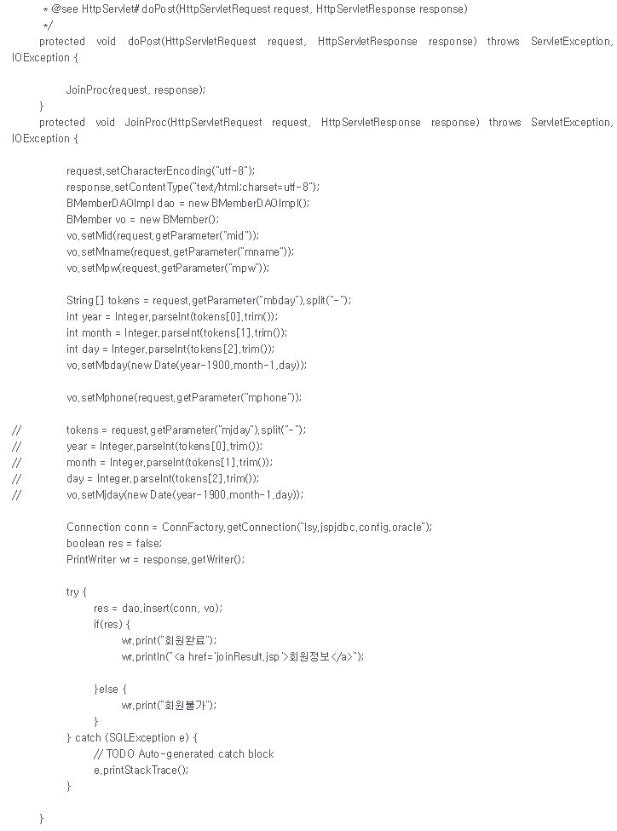 * @see HttpServlet#doPost(HttpServletRequest request, HttpServletResponse response)
*/
protected void doPost(HttpServletRequest request, HttpServletResponse response) throws ServletException,
IOException {
JoinProc(request, response);
}
protected void JoinProc(HttpServletRequest request, HttpServletResponse response) throws ServletException,
IOException {
request.setCharacterEncoding("utf-8");
response.setContentType("text/html;charset=utf-8");
BMemberDAOImpl dao = new BMemberDAOImpl();
BMember vo = new BMember();
vo.setMid(request.getParameter("mid"));
vo.setMname(request.getParameter("mname"));
vo.setMpw(request.getParameter("mpw"));
String[] tokens = request.getParameter("mbday").split("-");
int year = Integer.parseInt(tokens[0].trim());
int month = Integer.parseInt(tokens[1].trim());
int day = Integer.parseInt(tokens[2].trim());
vo.setMbday(new Date(year-1900,month-1,day));
vo.setMphone(request.getParameter("mphone"));
// tokens = request.getParameter("mjday").split("-");
// year = Integer.parseInt(tokens[0].trim());
// month = Integer.parseInt(tokens[1].trim());
// day = Integer.parseInt(tokens[2].trim());
// vo.setMjday(new Date(year-1900,month-1,day));
Connection conn = ConnFactory.getConnection("lsy.jspjdbc.config.oracle");
boolean res = false;
PrintWriter wr = response.getWriter();
try {
res = dao.insert(conn, vo);
if(res) {
wr.print("회원완료");
wr.println("<a href='joinResult.jsp'>회원정보</a>");
}else {
wr.print("회원불가");
}
} catch (SQLException e) {
// TODO Auto-generated catch block
e.printStackTrace();
}
}